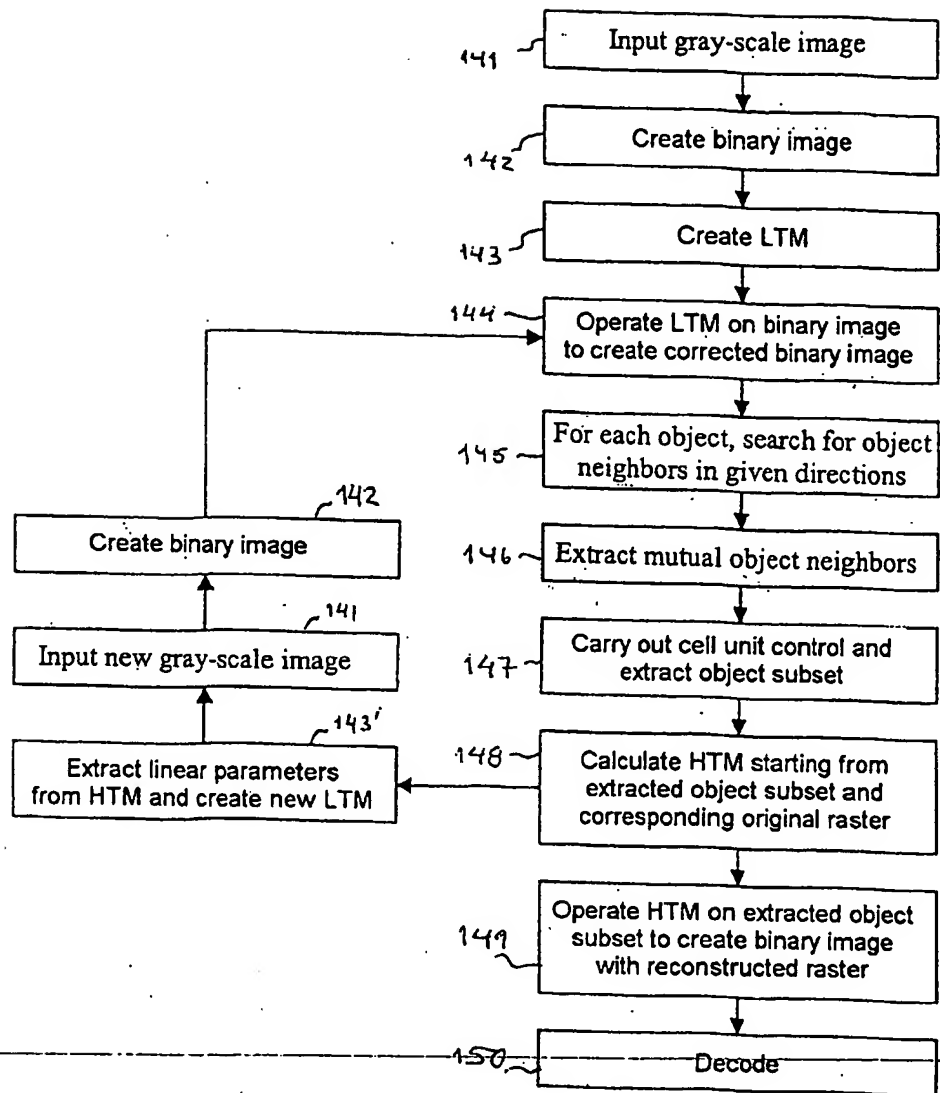 141
Input gray-scale image
142
Create binary image
143
Create LTM
144
Operate LTM on binary image
to create corrected binary image
145
For each object, search for object
neighbors in given directions
146
Extract mutual object neighbors
147
Carry out cell unit control and
extract object subset
148
Calculate HTM starting from
extracted object subset and
corresponding original raster
143'
Extract linear parameters
from HTM and create new LTM
141
Input new gray-scale image
142
Create binary image
149
Operate HTM on extracted object
subset to create binary image
with reconstructed raster
150
Decode